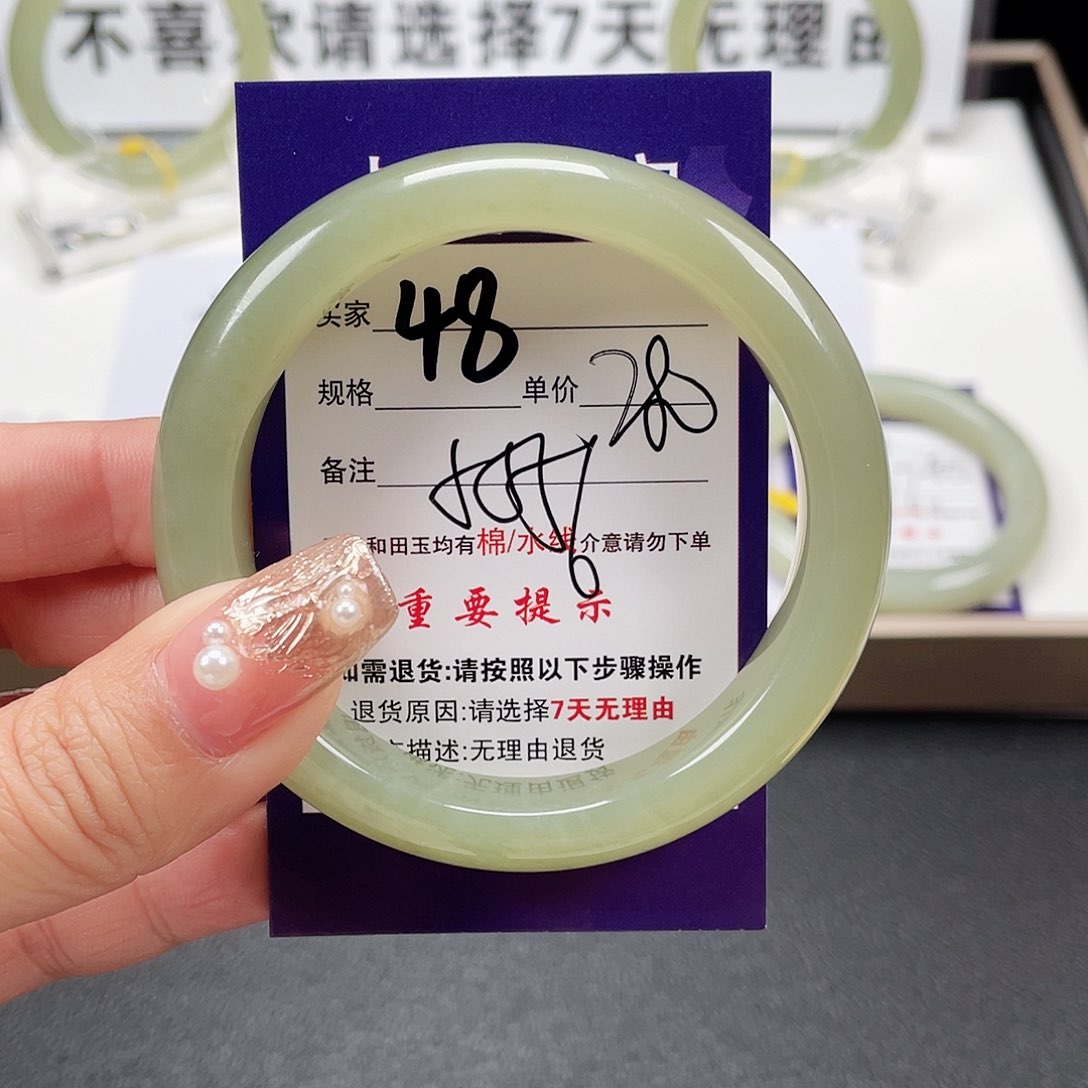 不喜欢请选择7天无理由
买家 48
规格 单价
备注
和田玉均有棉/水线介意请勿下单
重要提示
如需退货:请按照以下步骤操作
退货原因:请选择7天无理由
描述:无理由退货